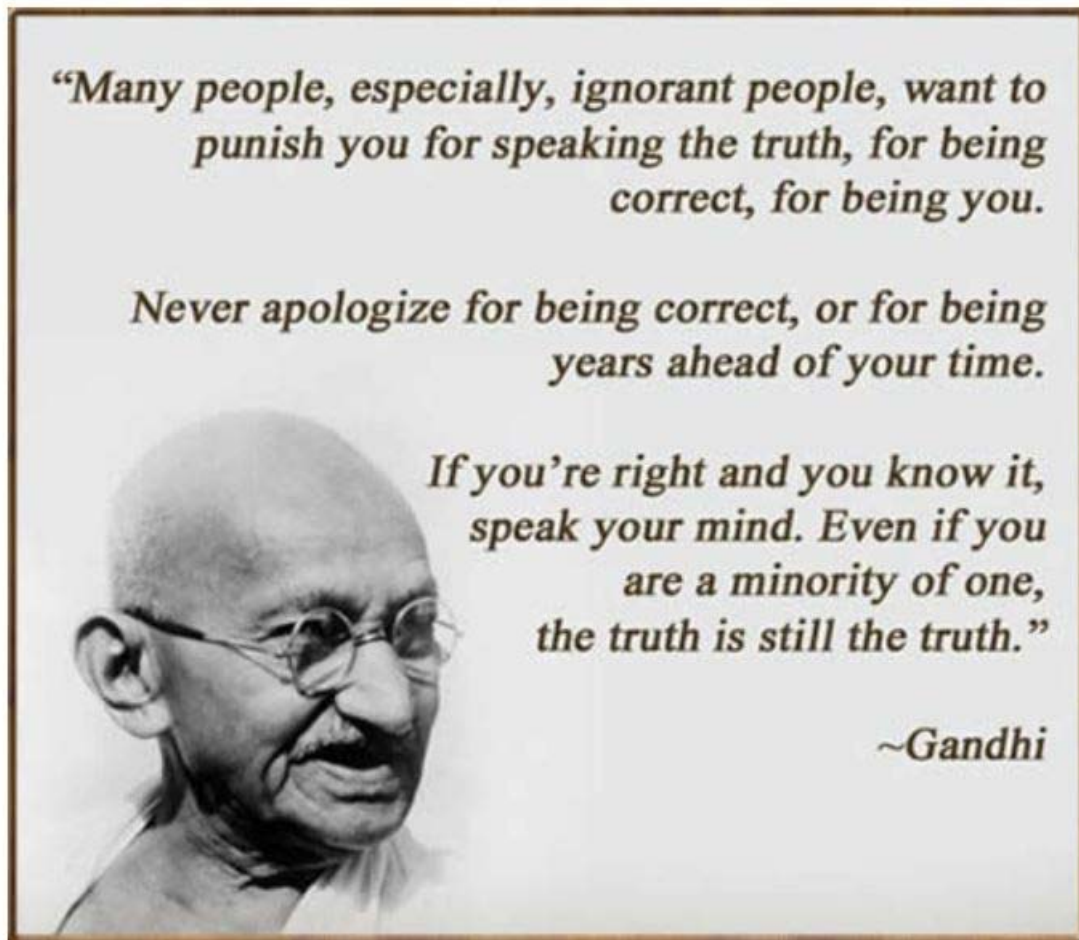 “Many people, especially, ignorant people, want to
punish you for speaking the truth, for being
correct, for being you.
Never apologize for being correct, or for being
years ahead of your time.
If you’re right and you know it,
speak your mind. Even if you
are a minority of one,
the truth is still the truth.”
~Gandhi